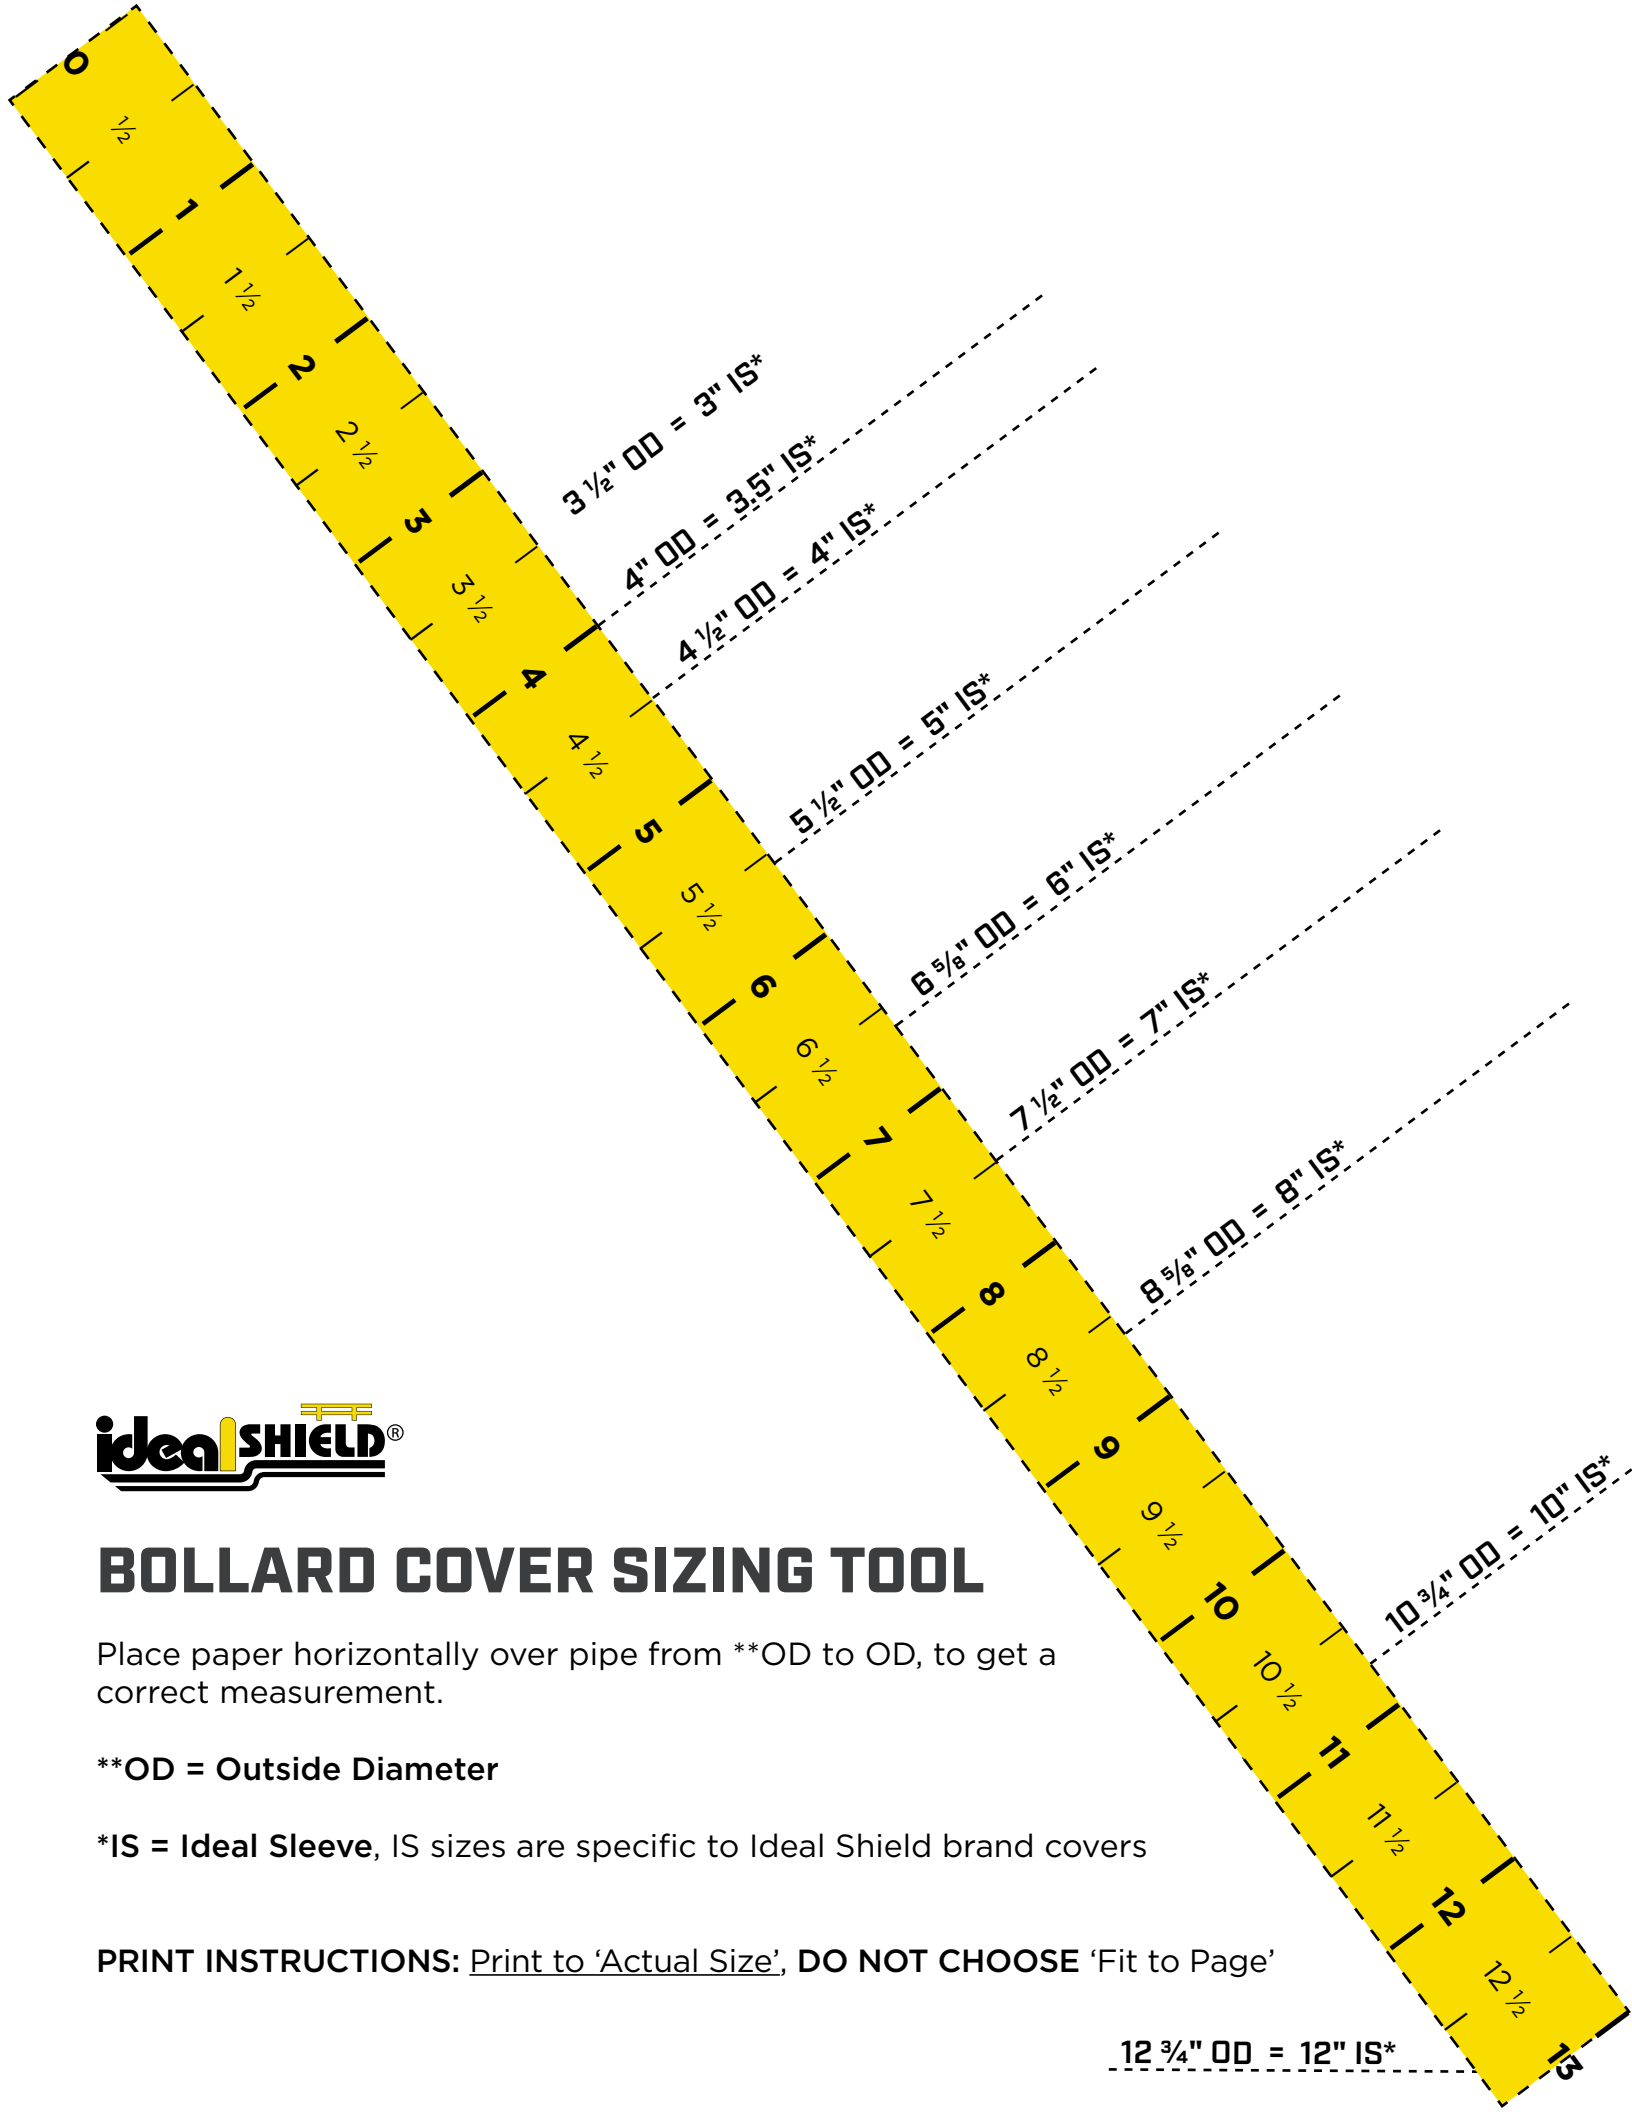 0
½
1
1 ½
2
2 ½
3
3 ½
4
4 ½
5
5 ½
6
6 ½
7
7 ½
8
8 ½
9
9 ½
10
10 ½
11
11 ½
12
12 ½
13
3 ½" OD = 3" IS*
4" OD = 3.5" IS*
4 ½" OD = 4" IS*
5 ½" OD = 5" IS*
6 ⅝" OD = 6" IS*
7 ½" OD = 7" IS*
8 ⅝" OD = 8" IS*
10 ¾" OD = 10" IS*
ideal SHIELD®
BOLLARD COVER SIZING TOOL
Place paper horizontally over pipe from **OD to OD, to get a
correct measurement.
**OD = Outside Diameter
*IS = Ideal Sleeve, IS sizes are specific to Ideal Shield brand covers
PRINT INSTRUCTIONS: Print to ‘Actual Size’, DO NOT CHOOSE ‘Fit to Page’
12 ¾" OD = 12" IS*